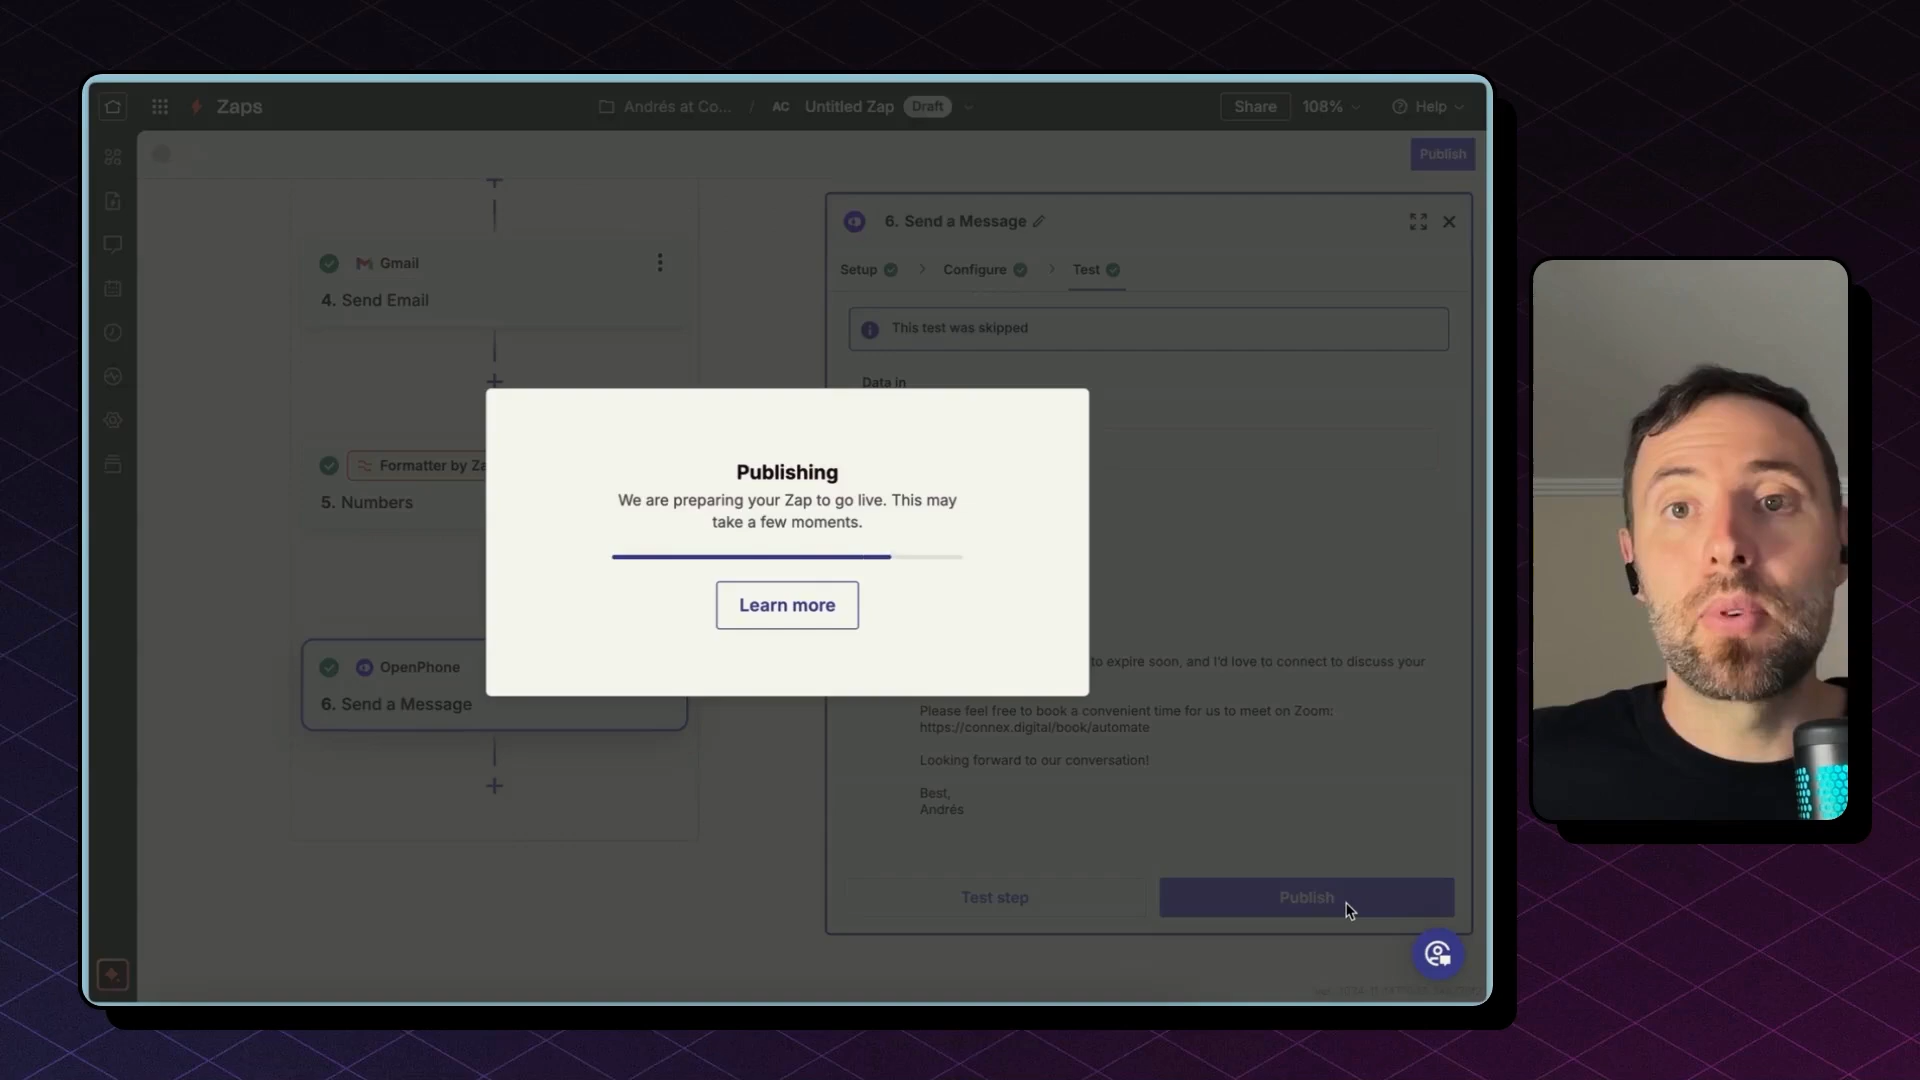 Zaps
Andrés at Co...
/
AC
Untitled Zap
Draft
Share
108%
Help
Publish
Gmail
4. Send Email
Formatter by Za
5. Numbers
OpenPhone
6. Send a Message
6. Send a Message
Setup
Configure
Test
This test was skipped
Data in
Publishing
We are preparing your Zap to go live. This may
take a few moments.
Learn more
to expire soon, and I'd love to connect to discuss your
Please feel free to book a convenient time for us to meet on Zoom:
https://connex.digital/book/automate
Looking forward to our conversation!
Best,
Andrés
Test step
Publish